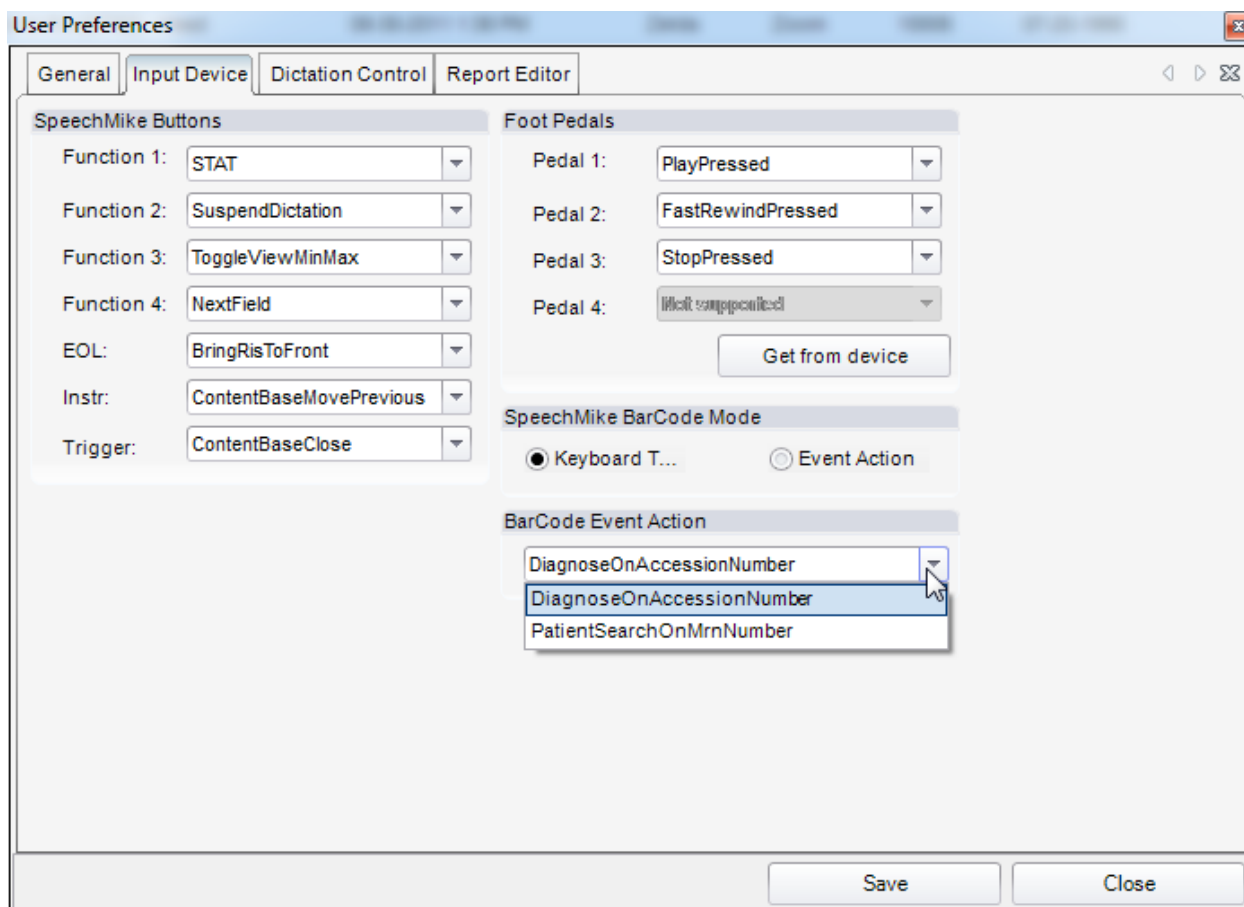 User Preferences
General Input Device Dictation Control Report Editor
SpeechMike Buttons
Function 1: STAT
Function 2: SuspendDictation
Function 3: ToggleViewMinMax
Function 4: NextField
EOL: BringRisToFront
Instr: ContentBaseMovePrevious
Trigger: ContentBaseClose
Foot Pedals
Pedal 1: PlayPressed
Pedal 2: FastRewindPressed
Pedal 3: StopPressed
Pedal 4: Not supported
Get from device
SpeechMike BarCode Mode
Keyboard T... Event Action
BarCode Event Action
DiagnoseOnAccessionNumber
DiagnoseOnAccessionNumber
PatientSearchOnMrnNumber
Save Close